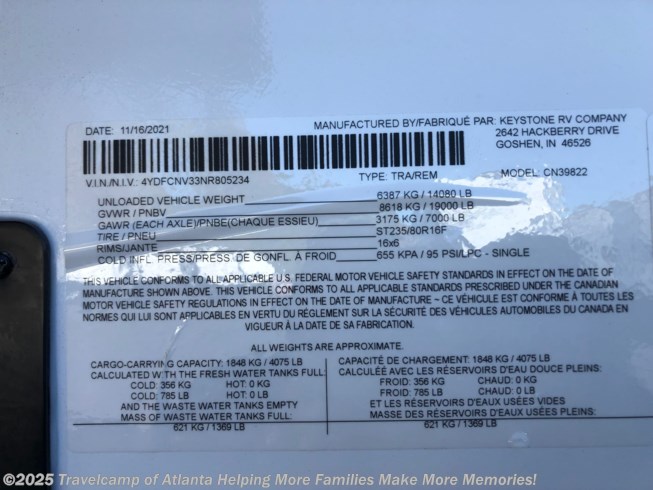 DATE: 11/16/2021
MANUFACTURED BY/FABRIQUÉ PAR: KEYSTONE RV COMPANY
2642 HACKBERRY DRIVE
GOSHEN, IN 46526
V.I.N./N.I.V.: 4YDFCNV33NR805234 TYPE: TRA/REM MODEL: CN39822
UNLOADED VEHICLE WEIGHT 6387 KG / 14080 LB
GVWR / PNBV 8618 KG / 19000 LB
GAWR (EACH AXLE)/PNBE(CHAQUE ESSIEU) 3175 KG / 7000 LB
TIRE / PNEU ST235/80R16F
RIMS/JANTE 16x6
COLD INFL. PRESS/PRESS. DE GONFL. À FROID: 655 KPA / 95 PSI/LPC - SINGLE
THIS VEHICLE CONFORMS TO ALL APPLICABLE U.S. FEDERAL MOTOR VEHICLE SAFETY STANDARDS IN EFFECT ON THE DATE OF
MANUFACTURE SHOWN ABOVE. THIS VEHICLE CONFORMS TO ALL APPLICABLE STANDARDS PRESCRIBED UNDER THE CANADIAN
MOTOR VEHICLE SAFETY REGULATIONS IN EFFECT ON THE DATE OF MANUFACTURE ~ CE VÉHICULE EST CONFORME À TOUTES LES
NORMES QUI LUI SONT APPLICABLES EN VERTU DU RÈGLEMENT SUR LA SÉCURITÉ DES VÉHICULES AUTOMOBILES DU CANADA EN
VIGUEUR À LA DATE DE SA FABRICATION.
ALL WEIGHTS ARE APPROXIMATE.
CARGO-CARRYING CAPACITY: 1848 KG / 4075 LB
CALCULATED WITH THE FRESH WATER TANKS FULL:
COLD: 356 KG HOT: 0 KG
COLD: 785 LB HOT: 0 LB
AND THE WASTE WATER TANKS EMPTY
MASS OF WASTE WATER TANKS FULL:
621 KG / 1369 LB
CAPACITÉ DE CHARGEMENT: 1848 KG / 4075 LB
CALCULÉE AVEC LES RÉSERVOIRS D'EAU DOUCE PLEINS:
FROID: 356 KG CHAUD: 0 KG
FROID: 785 LB CHAUD: 0 LB
ET LES RÉSERVOIRS D'EAUX USÉES VIDES
MASSE DES RÉSERVOIRS D'EAUX USÉES PLEINS:
621 KG / 1369 LB
©2025 Travelcamp of Atlanta Helping More Families Make More Memories!